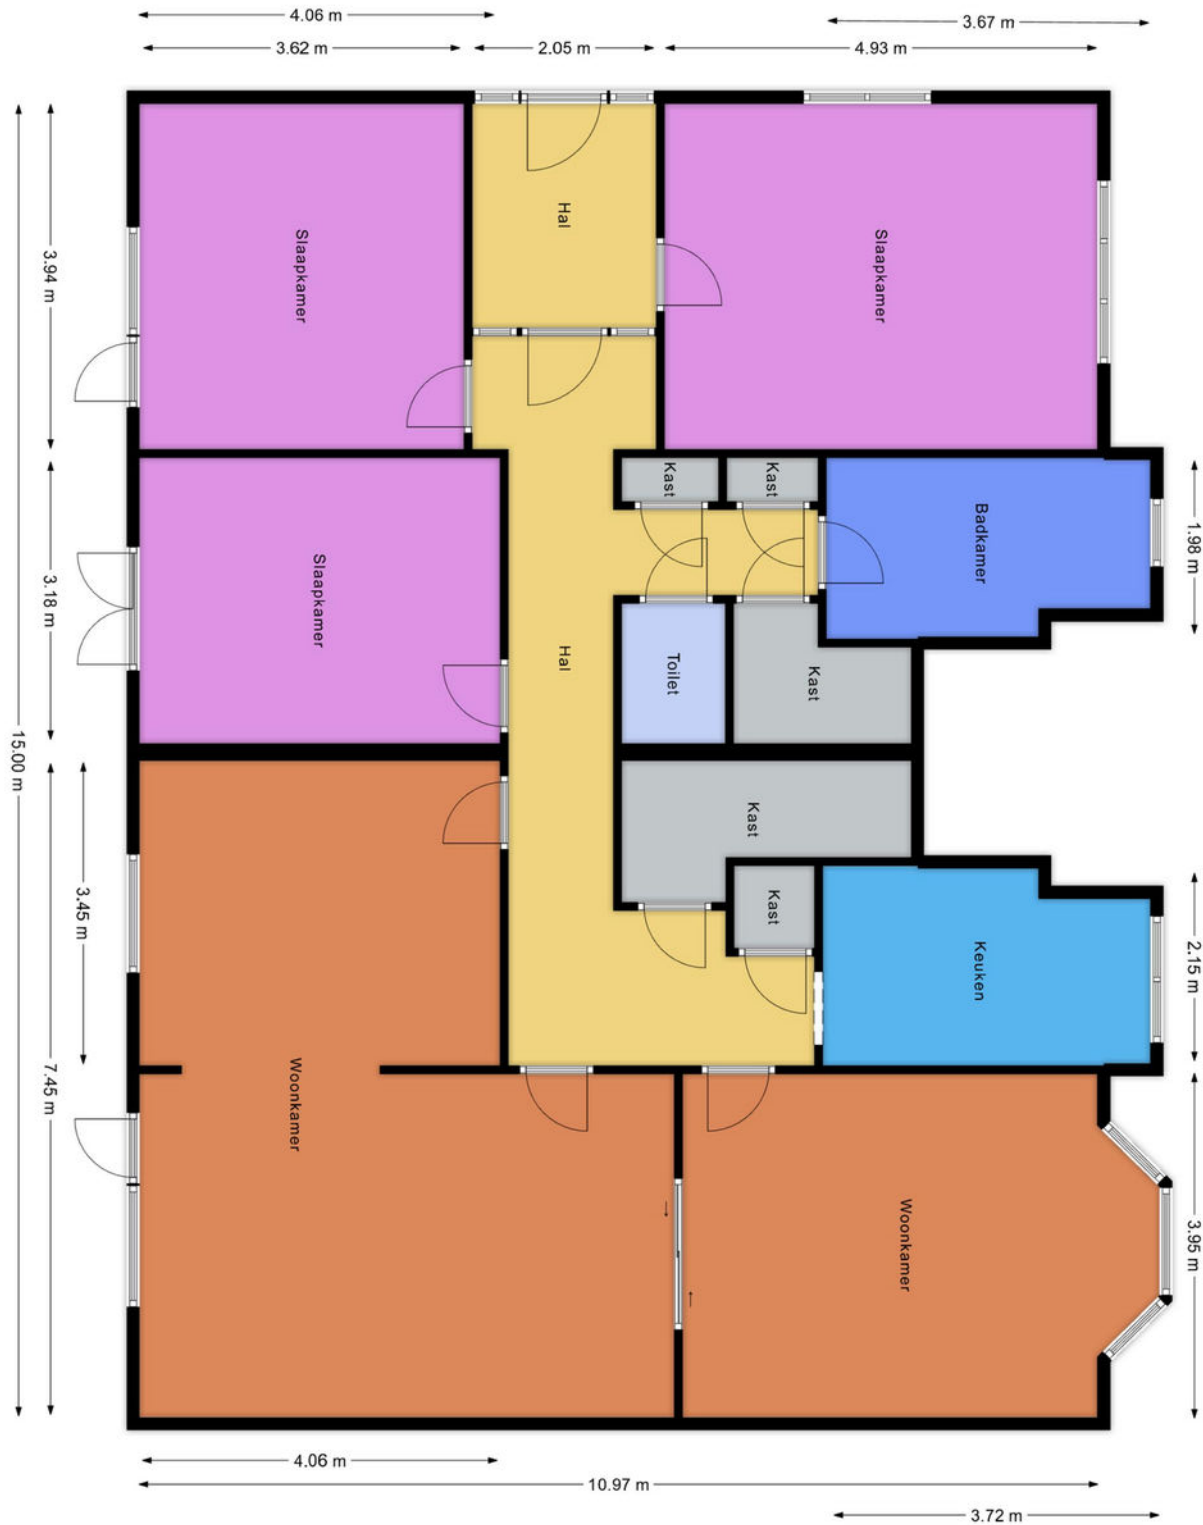 4.06 m
3.67 m
3.62 m
2.05 m
4.93 m
Hal
Slaapkamer
Slaapkamer
3.94 m
Kast
Kast
Badkamer
1.98 m
Slaapkamer
3.18 m
Hal
Toilet
Kast
15.00 m
Kast
3.45 m
Kast
Keuken
2.15 m
7.45 m
Woonkamer
Woonkamer
3.95 m
4.06 m
10.97 m
3.72 m